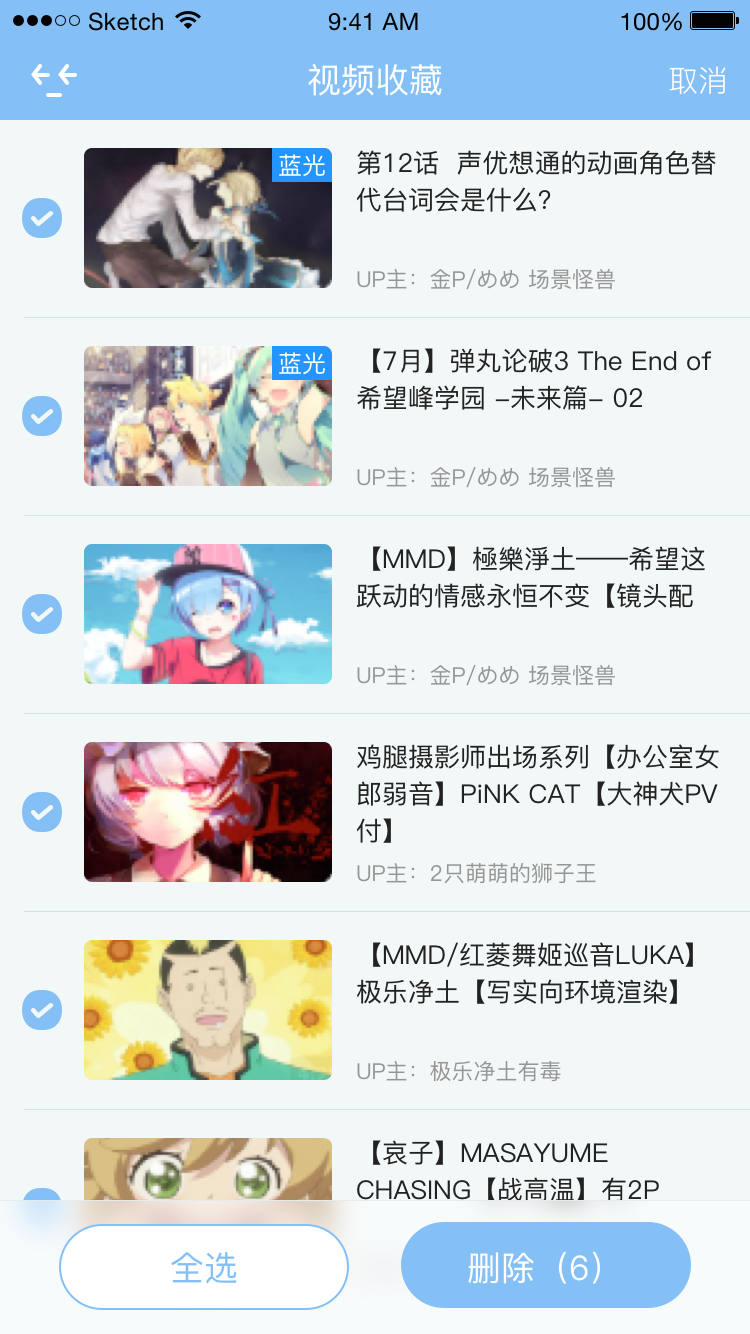 Sketch 9:41 AM 100%
视频收藏 取消
蓝光
第12话 声优想通的动画角色替
代台词会是什么?
UP主：金P/めめ 场景怪兽
蓝光
【7月】弹丸论破3 The End of
希望峰学园 –未来篇– 02
UP主：金P/めめ 场景怪兽
【MMD】極樂淨土——希望这
跃动的情感永恒不变【镜头配
UP主：金P/めめ 场景怪兽
鸡腿摄影师出场系列【办公室女
郎弱音】PiNK CAT【大神犬PV
付】
UP主：2只萌萌的狮子王
【MMD/红菱舞姬巡音LUKA】
极乐净土【写实向环境渲染】
UP主：极乐净土有毒
【哀子】MASAYUME
CHASING【战高温】有2P
全选 删除（6）